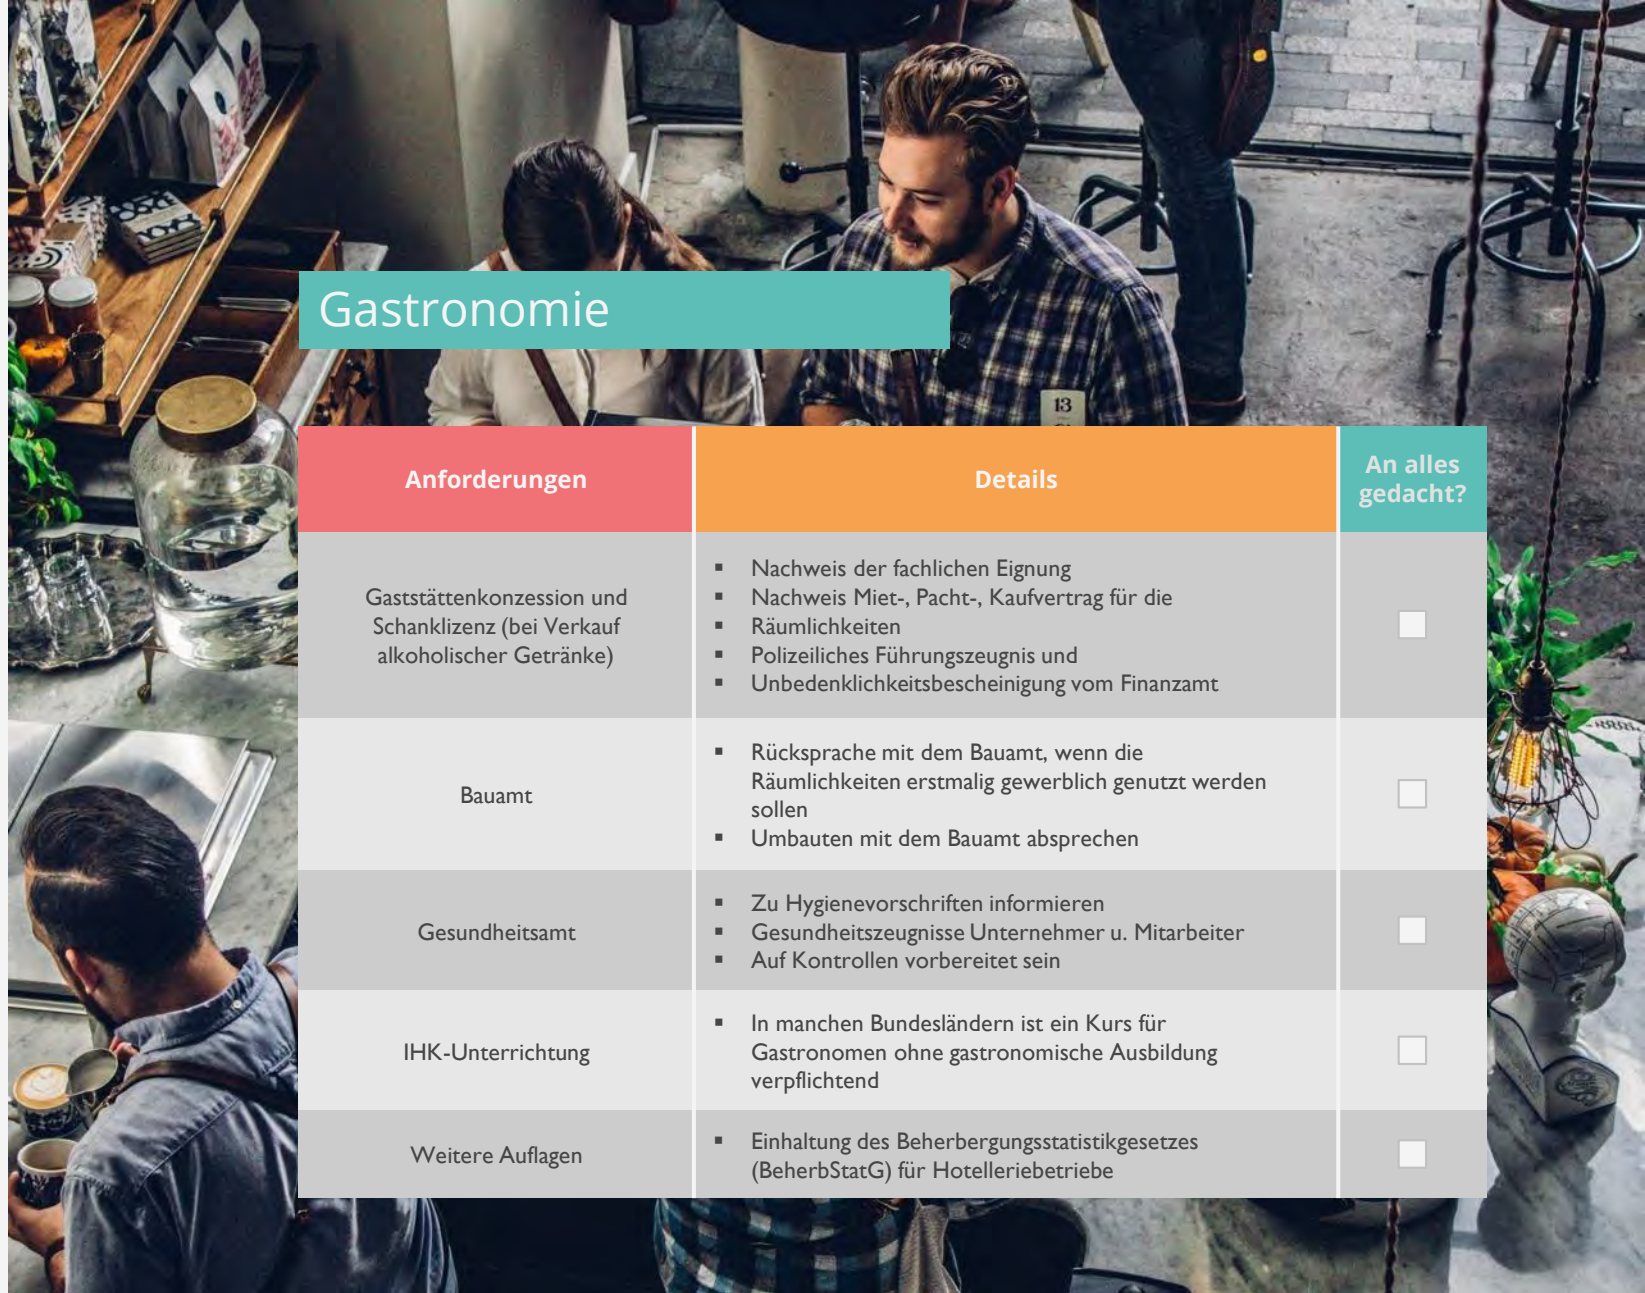 Gastronomie
13
Anforderungen
Details
An alles
gedacht?
Gaststättenkonzession und
Schanklizenz (bei Verkauf
alkoholischer Getränke)
▪ Nachweis der fachlichen Eignung
▪ Nachweis Miet-, Pacht-, Kaufvertrag für die
▪ Räumlichkeiten
▪ Polizeiliches Führungszeugnis und
▪ Unbedenklichkeitsbescheinigung vom Finanzamt
Bauamt
▪ Rücksprache mit dem Bauamt, wenn die
Räumlichkeiten erstmalig gewerblich genutzt werden
sollen
▪ Umbauten mit dem Bauamt absprechen
Gesundheitsamt
▪ Zu Hygienevorschriften informieren
▪ Gesundheitszeugnisse Unternehmer u. Mitarbeiter
▪ Auf Kontrollen vorbereitet sein
IHK-Unterrichtung
▪ In manchen Bundesländern ist ein Kurs für
Gastronomen ohne gastronomische Ausbildung
verpflichtend
Weitere Auflagen
▪ Einhaltung des Beherbergungsstatistikgesetzes
(BeherbStatG) für Hotelleriebetriebe